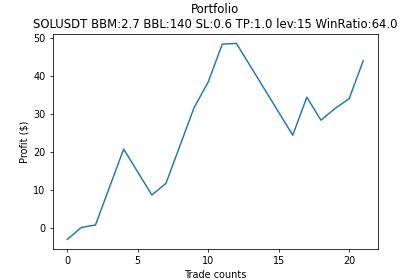 Portfolio
SOLUSDT BBM:2.7 BBL:140 SL:0.6 TP:1.0 lev:15 WinRatio:64.0
50
40
30
20
10
0
Profit ($)
0 5 10 15 20
Trade counts